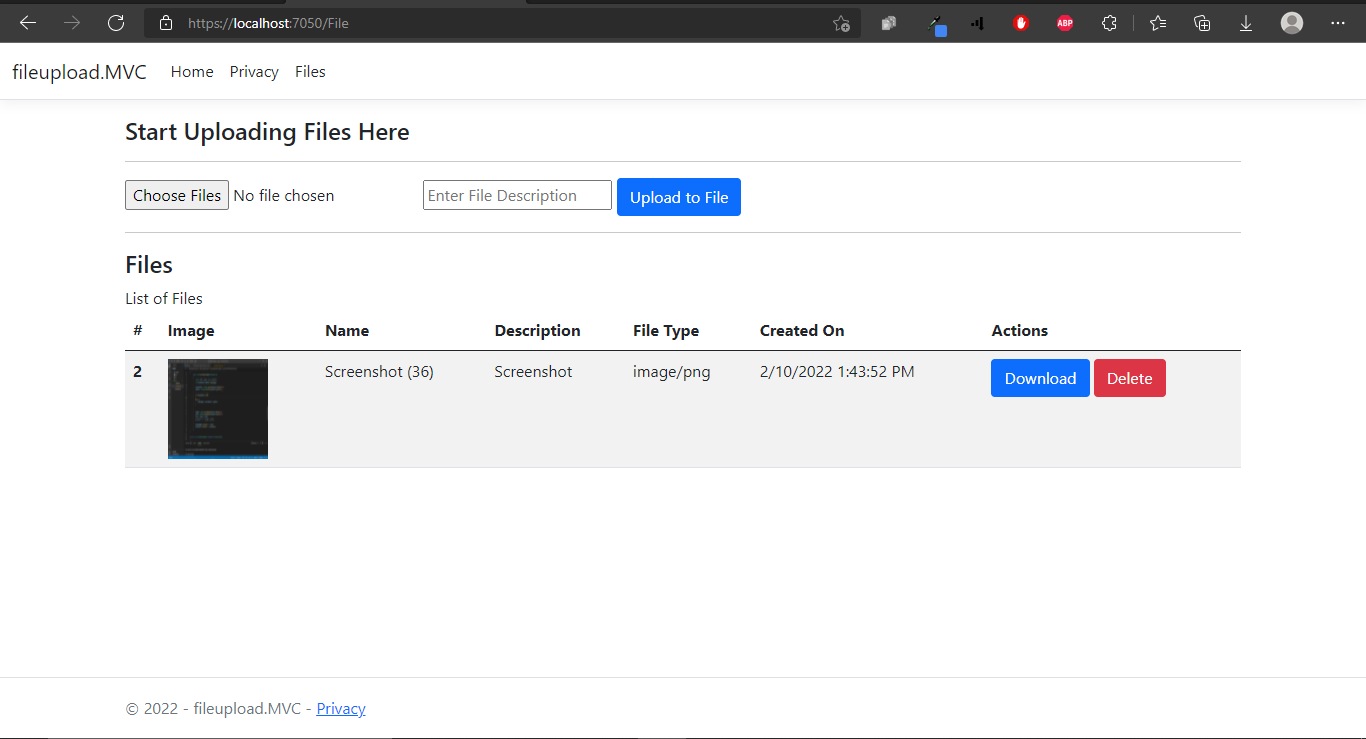 https://localhost:7050/File
ABP
fileupload.MVC Home Privacy Files
Start Uploading Files Here
Choose Files No file chosen Enter File Description Upload to File
Files
List of Files
# Image Name Description File Type Created On Actions
2 Screenshot (36) Screenshot image/png 2/10/2022 1:43:52 PM Download Delete
© 2022 - fileupload.MVC - Privacy